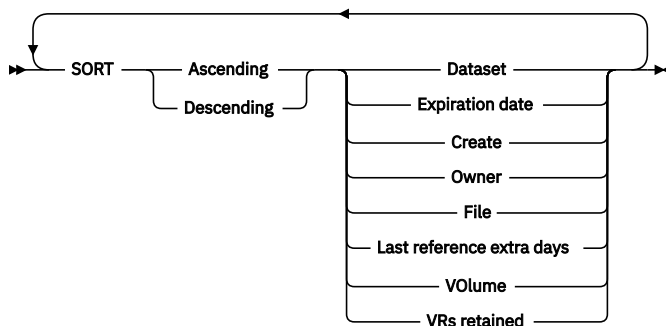 SORT Ascending Dataset
Descending Expiration date
Create
Owner
File
Last reference extra days
VOlume
VRs retained